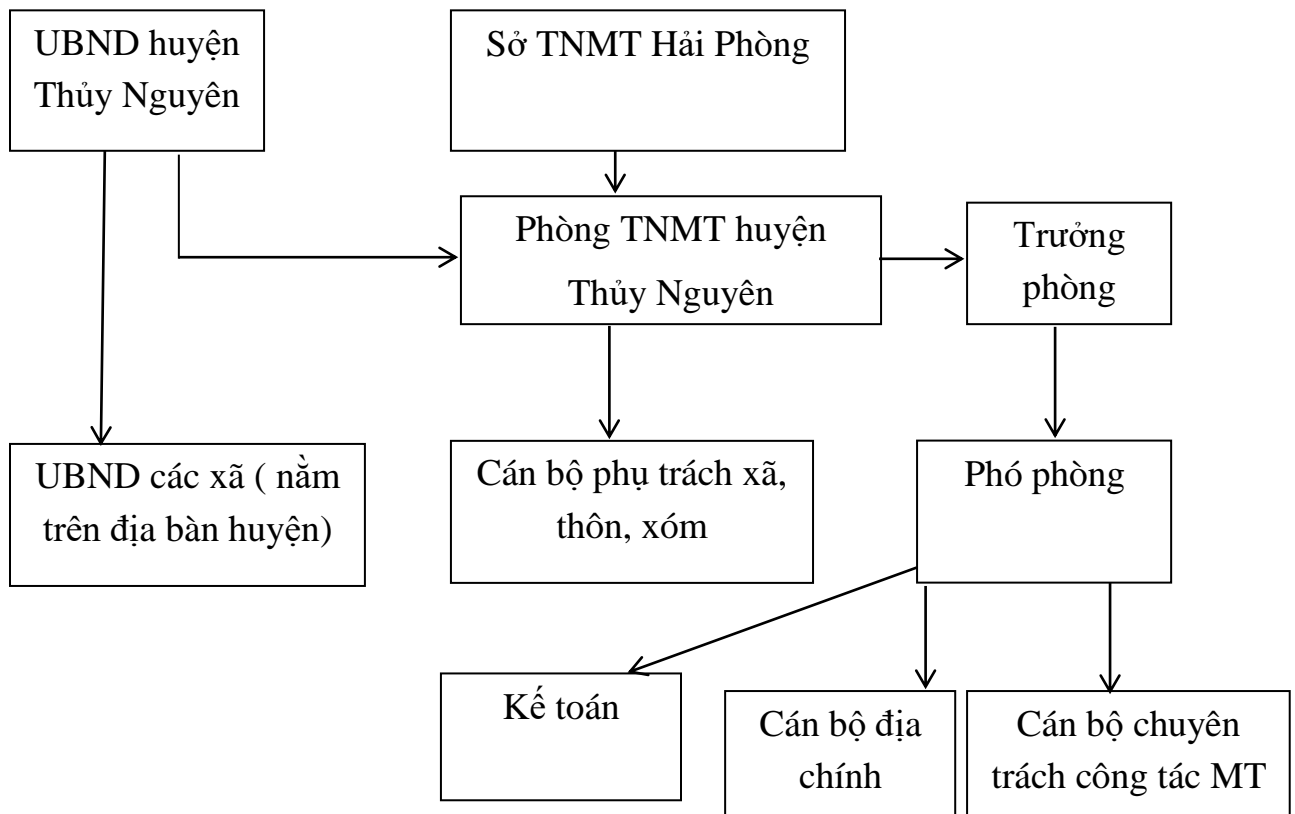 UBND huyện
Thủy Nguyên
Sở TNMT Hải Phòng
Phòng TNMT huyện
Thủy Nguyên
Trưởng
phòng
UBND các xã ( nằm
trên địa bàn huyện)
Cán bộ phụ trách xã,
thôn, xóm
Phó phòng
Kế toán
Cán bộ địa
chính
Cán bộ chuyên
trách công tác MT